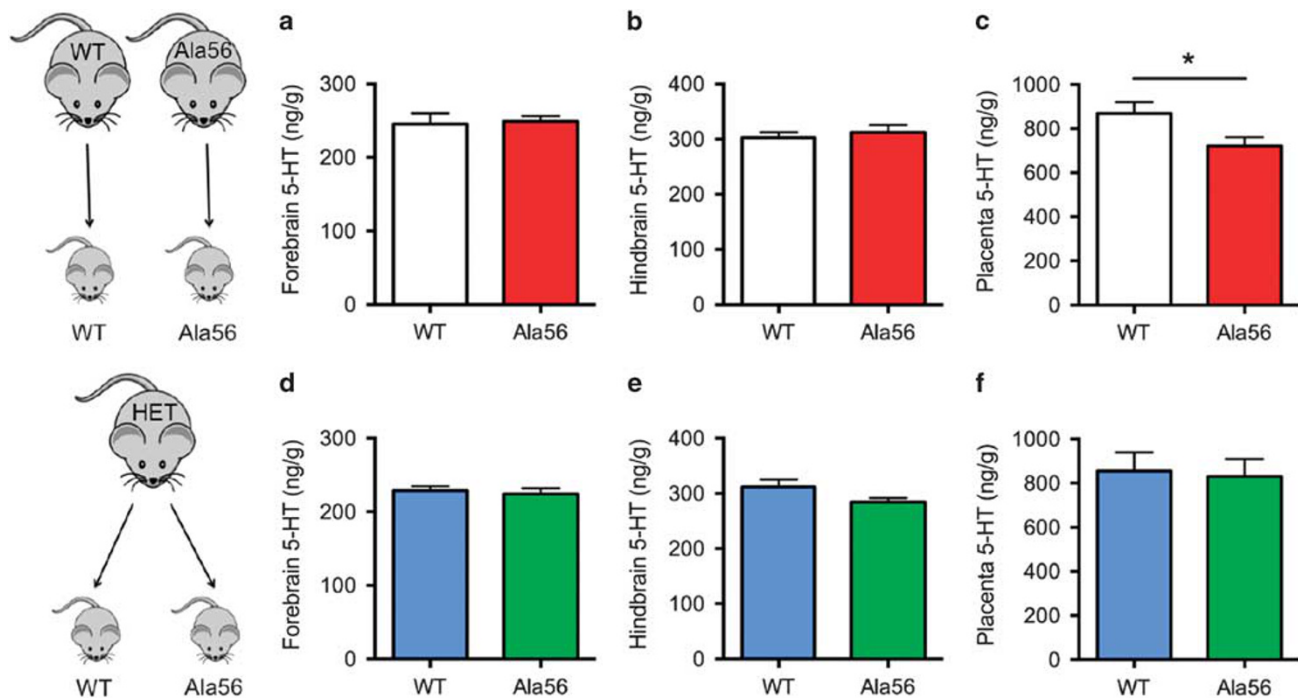 WT Ala56
WT Ala56
a
Forebrain 5-HT (ng/g)
300
200
100
0
WT Ala56
b
Hindbrain 5-HT (ng/g)
400
300
200
100
0
WT Ala56
c
Placenta 5-HT (ng/g)
1000
800
600
400
200
0
*
WT Ala56
HET
WT Ala56
d
Forebrain 5-HT (ng/g)
300
200
100
0
WT Ala56
e
Hindbrain 5-HT (ng/g)
400
300
200
100
0
WT Ala56
f
Placenta 5-HT (ng/g)
1000
800
600
400
200
0
WT Ala56